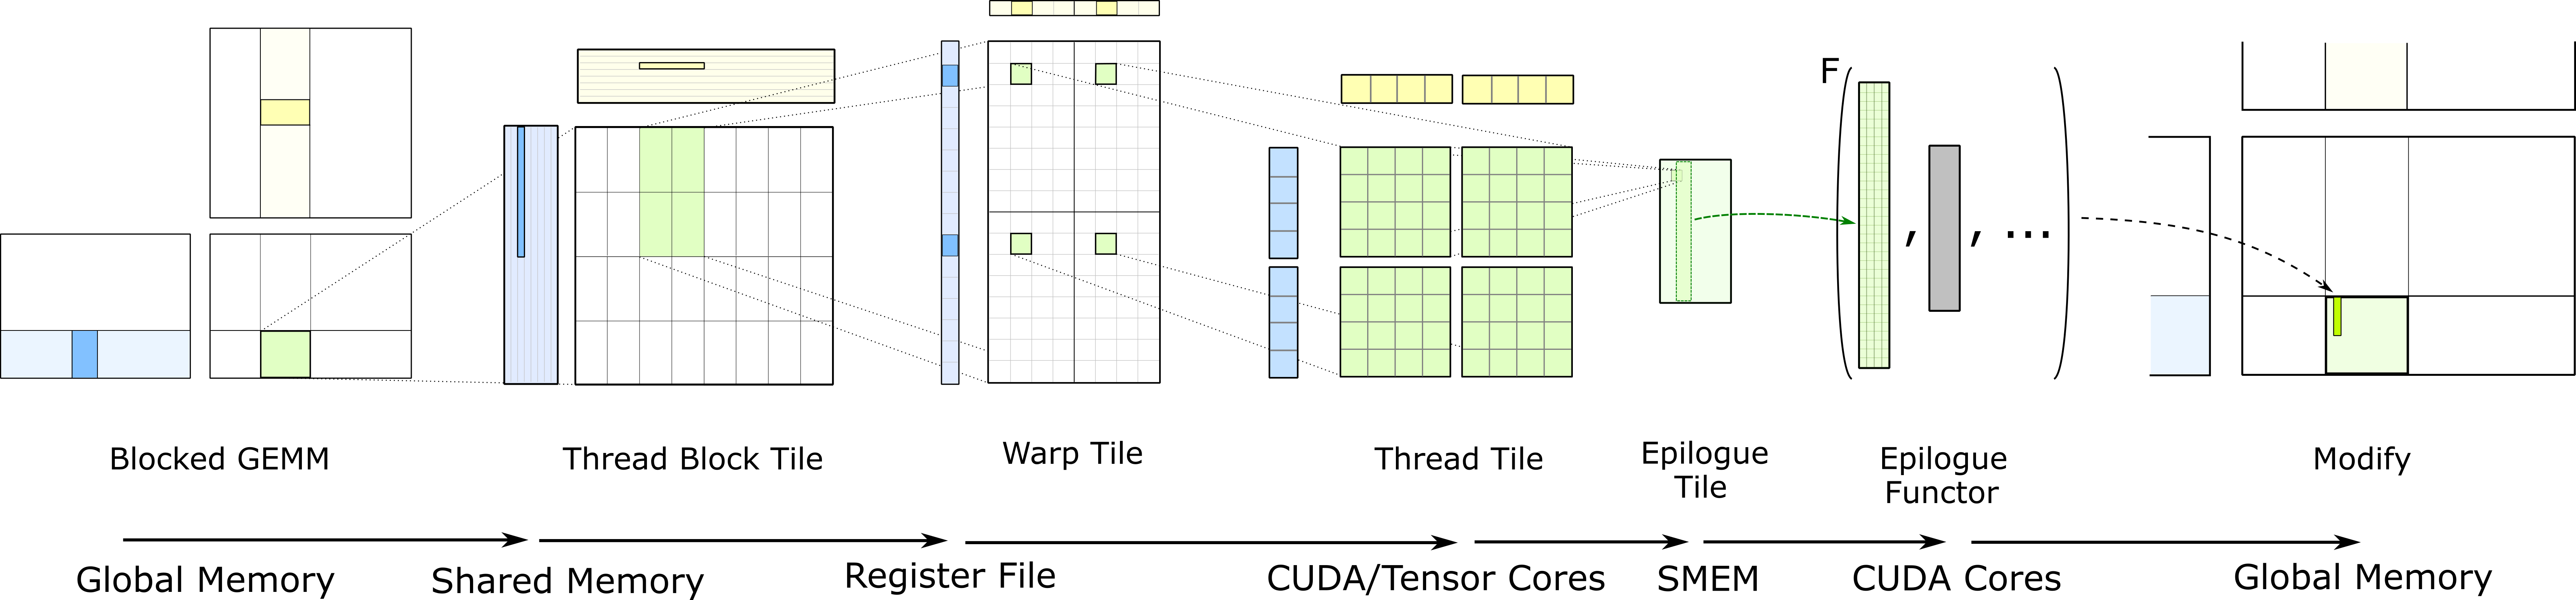 F
, , ...
Blocked GEMM
Thread Block Tile
Warp Tile
Thread Tile
Epilogue
Tile
Epilogue
Functor
Modify
Global Memory
Shared Memory
Register File
CUDA/Tensor Cores
SMEM
CUDA Cores
Global Memory